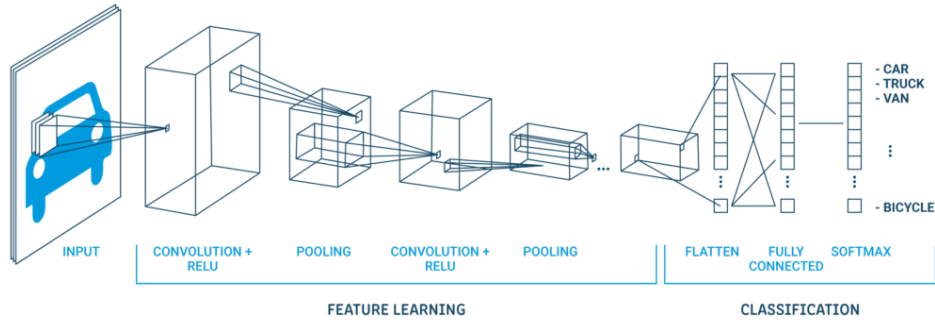 - CAR
- TRUCK
- VAN
- BICYCLE
INPUT
CONVOLUTION +
RELU
POOLING
CONVOLUTION +
RELU
POOLING
FLATTEN
FULLY
CONNECTED
SOFTMAX
FEATURE LEARNING
CLASSIFICATION